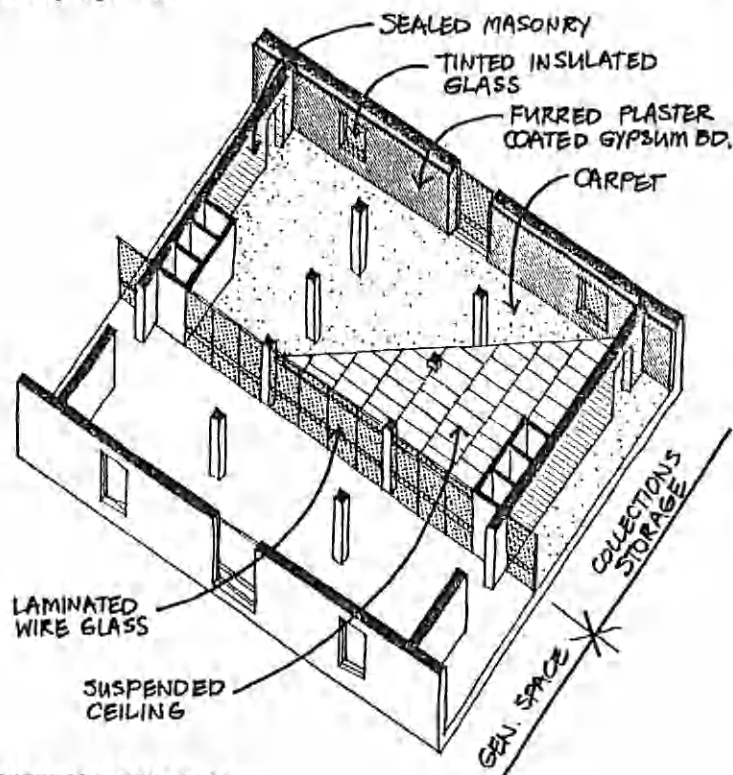 SEALED MASONRY
TINTED INSULATED
GLASS
FURRED PLASTER
COATED GYPSUM BD.
CARPET
COLLECTIONS
STORAGE
GEN. SPACE
LAMINATED
WIRE GLASS
SUSPENDED
CEILING